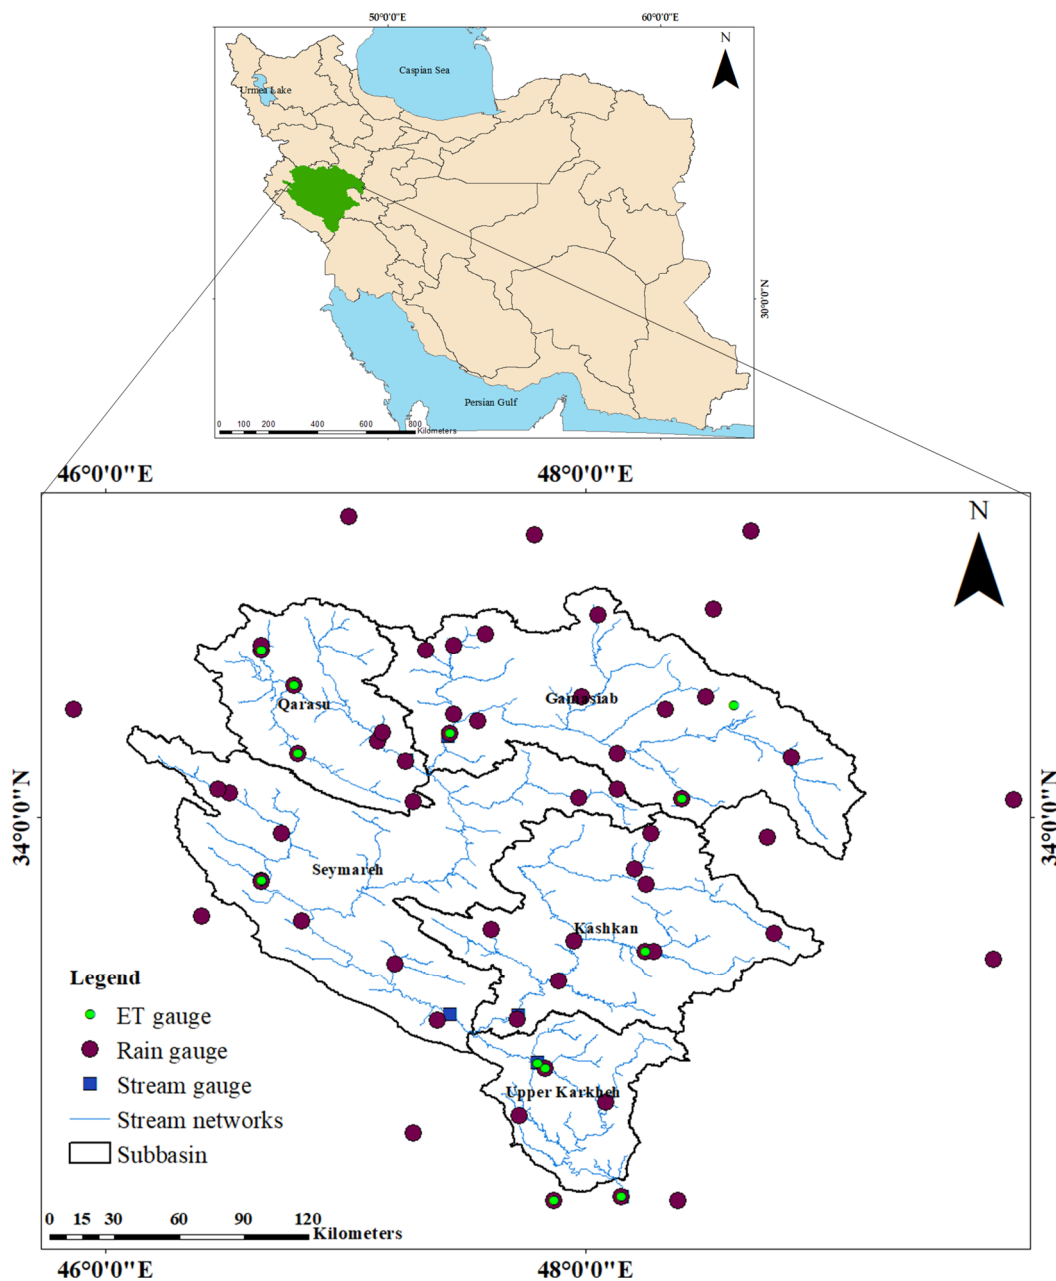 50°0'0"E 60°0'0"E
N
Caspian Sea
Urmea Lake
30°0'0"N
Persian Gulf
0 100 200 400 600 800
Kilometers
46°0'0"E 48°0'0"E
N
Qarasu
Gamasiab
34°0'0"N 34°0'0"N
Seymareh
Kashkan
Legend
ET gauge
Rain gauge
Stream gauge
Upper Karkheh
Stream networks
Subbasin
0 15 30 60 90 120
Kilometers
46°0'0"E 48°0'0"E